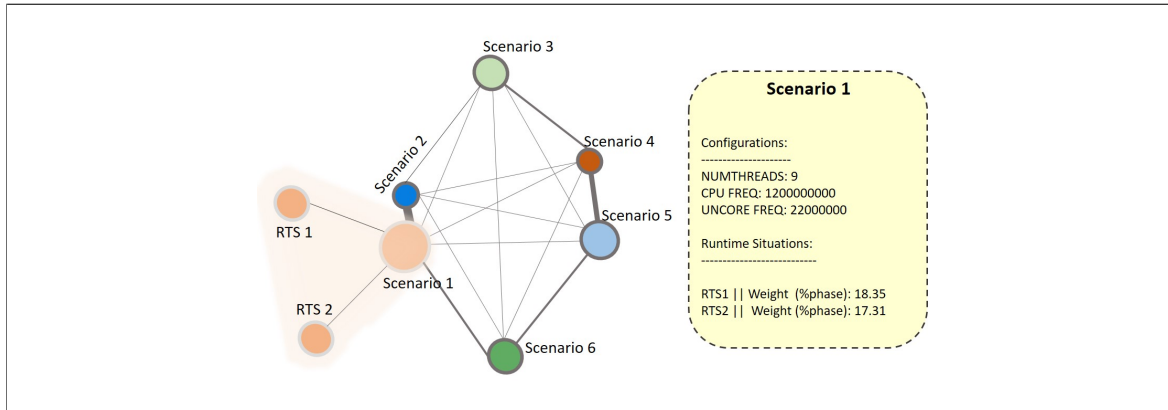 Scenario 3
Scenario 4
Scenario 2
Scenario 5
RTS 1
Scenario 1
RTS 2
Scenario 6
Scenario 1
Configurations:
---------------------
NUMTHREADS: 9
CPU FREQ: 1200000000
UNCORE FREQ: 22000000
Runtime Situations:
---------------------------
RTS1 || Weight (%phase): 18.35
RTS2 || Weight (%phase): 17.31